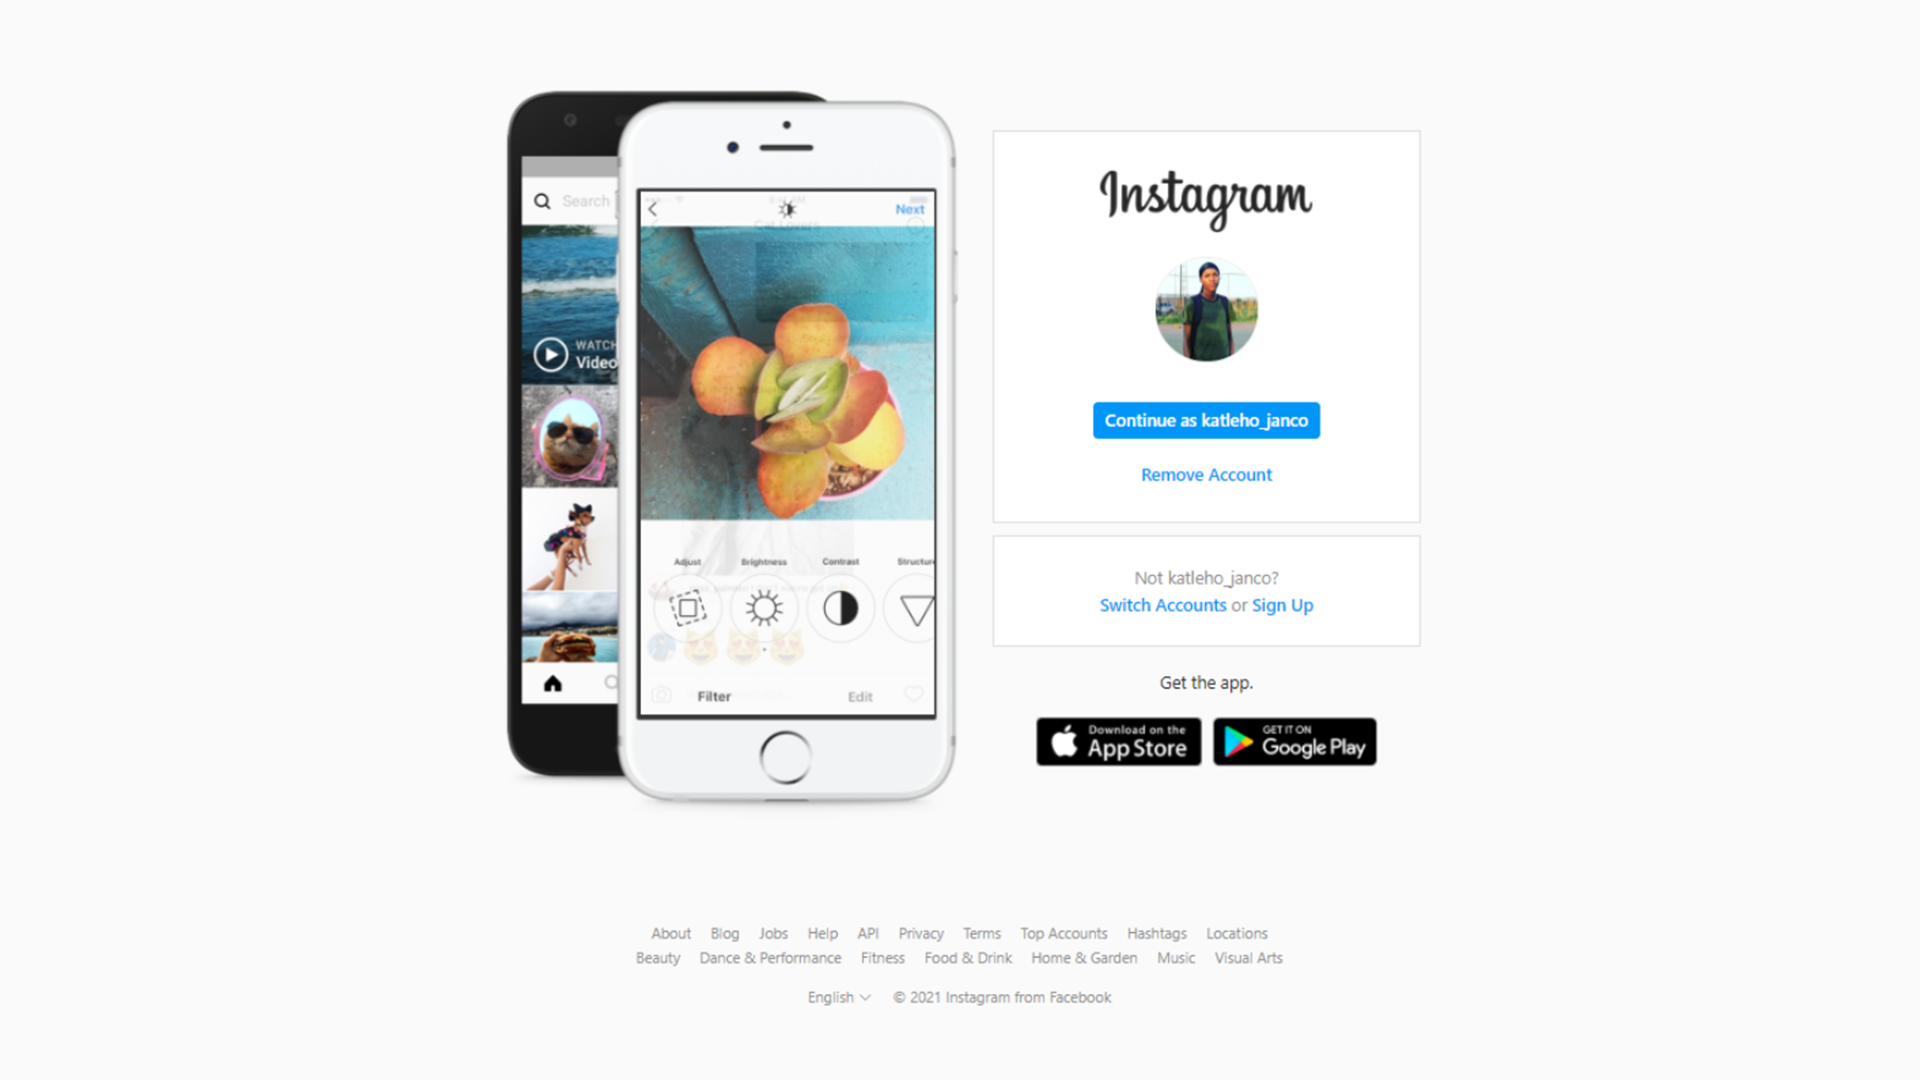 Search
WATCH
Video
Next
Cat Lovers
Adjust
Brightness
Contrast
Structure
Filter
Edit
Instagram
Continue as katleho_janco
Remove Account
Not katleho_janco?
Switch Accounts or Sign Up
Get the app.
Download on the
App Store
GET IT ON
Google Play
About Blog Jobs Help API Privacy Terms Top Accounts Hashtags Locations
Beauty Dance & Performance Fitness Food & Drink Home & Garden Music Visual Arts
English © 2021 Instagram from Facebook